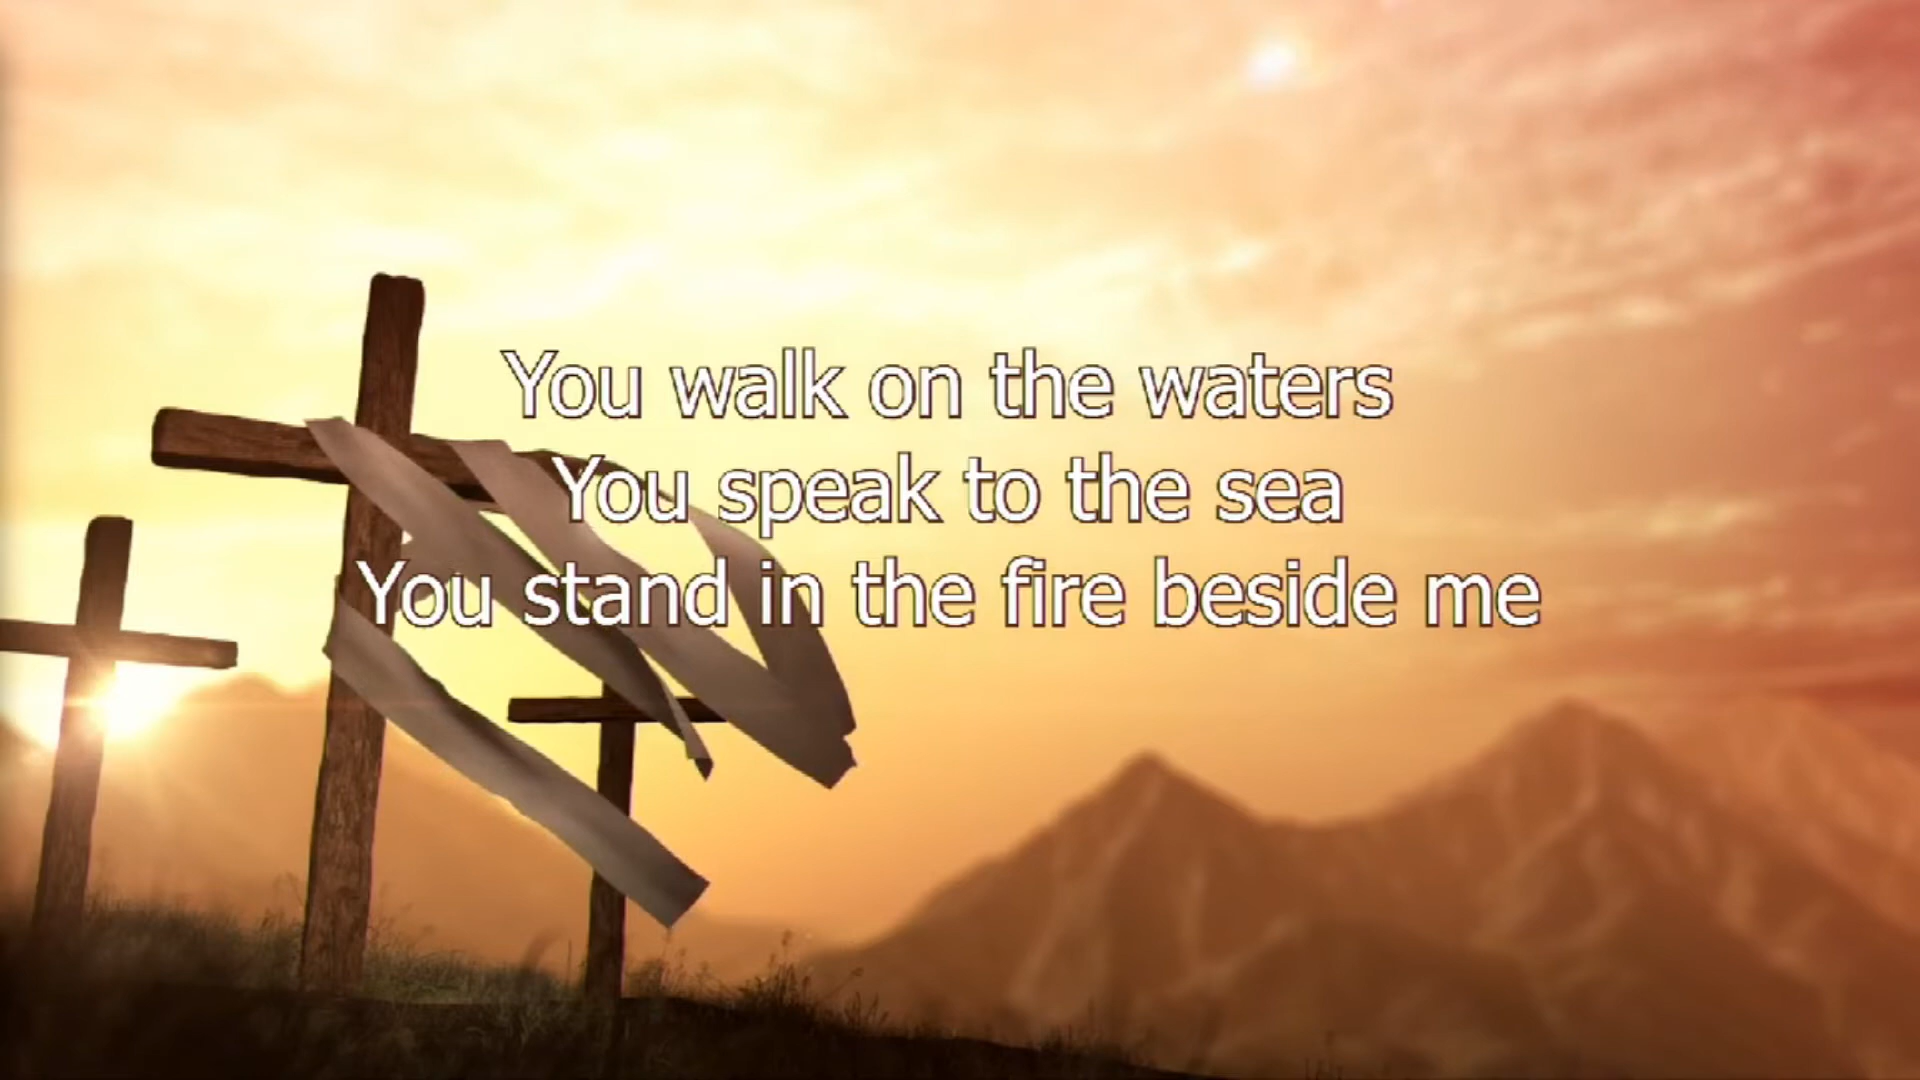 You walk on the waters
You speak to the sea
You stand in the fire beside me